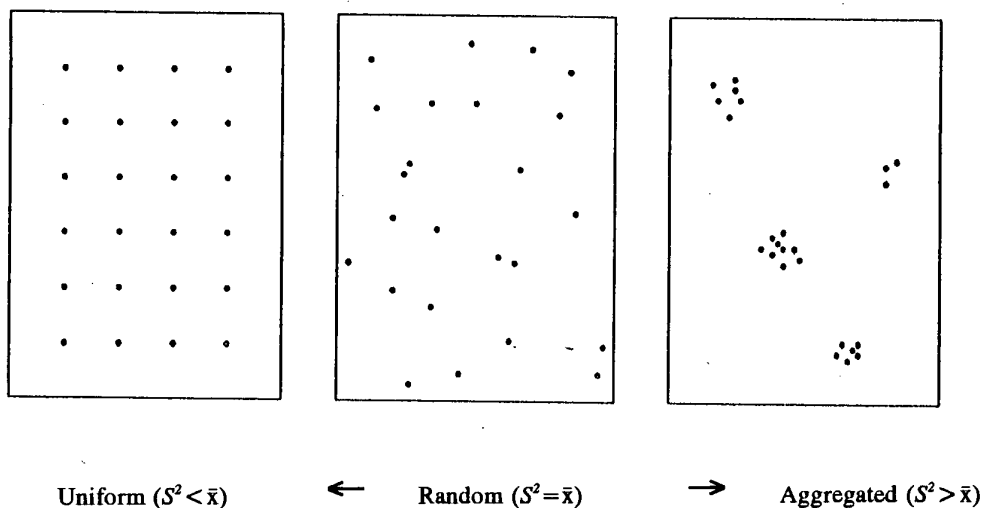 Uniform (S²<x̄) ← Random (S²=x̄) → Aggregated (S²>x̄)